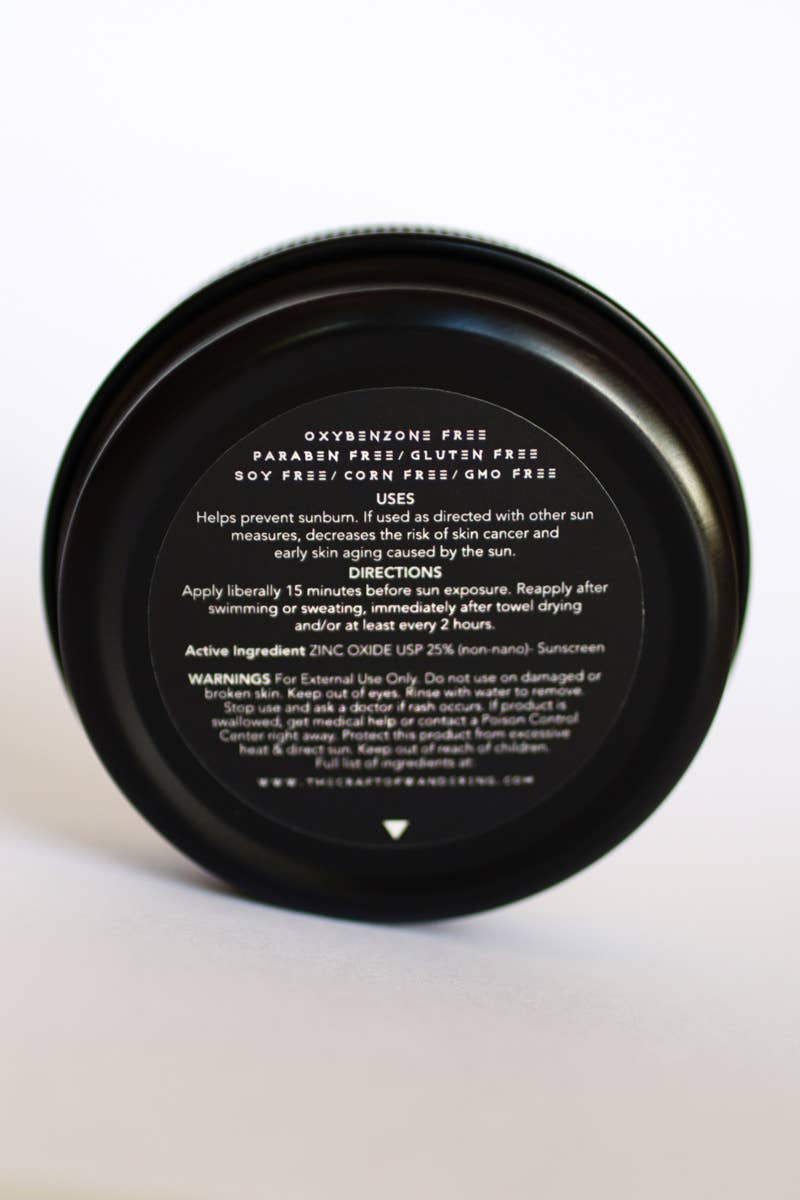 OXYBENZONE FREE
PARABEN FREE/GLUTEN FREE
SOY FREE/CORN FREE/GMO FREE
USES
Helps prevent sunburn. If used as directed with other sun
measures, decreases the risk of skin cancer and
early skin aging caused by the sun.
DIRECTIONS
Apply liberally 15 minutes before sun exposure. Reapply after
swimming or sweating, immediately after towel drying
and/or at least every 2 hours.
Active Ingredient ZINC OXIDE USP 25% (non-nano)- Sunscreen
WARNINGS For External Use Only. Do not use on damaged or
broken skin. Keep out of eyes. Rinse with water to remove.
Stop use and ask a doctor if rash occurs. If product is
swallowed, get medical help or contact a Poison Control
Center right away. Protect this product from excessive
heat & direct sun. Keep out of reach of children.
Full list of ingredients at:
WWW.THECRAFTOFWANDERING.COM